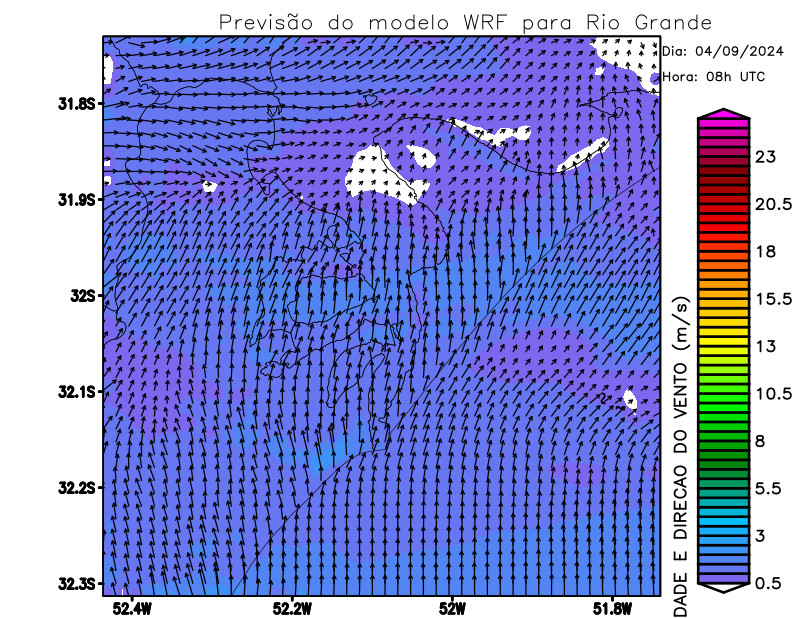 Previsão do modelo WRF para Rio Grande
Dia: 04/09/2024
Hora: 08h UTC
31.8S
31.9S
32S
32.1S
32.2S
32.3S
52.4W
52.2W
52W
51.8W
DADE E DIRECAO DO VENTO (m/s)
23
20.5
18
15.5
13
10.5
8
5.5
3
0.5